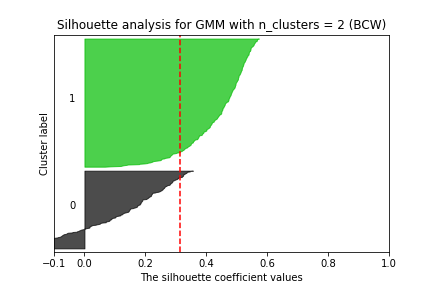 Silhouette analysis for GMM with n_clusters = 2 (BCW)
Cluster label
1
0
−0.1 0.0 0.2 0.4 0.6 0.8 1.0
The silhouette coefficient values